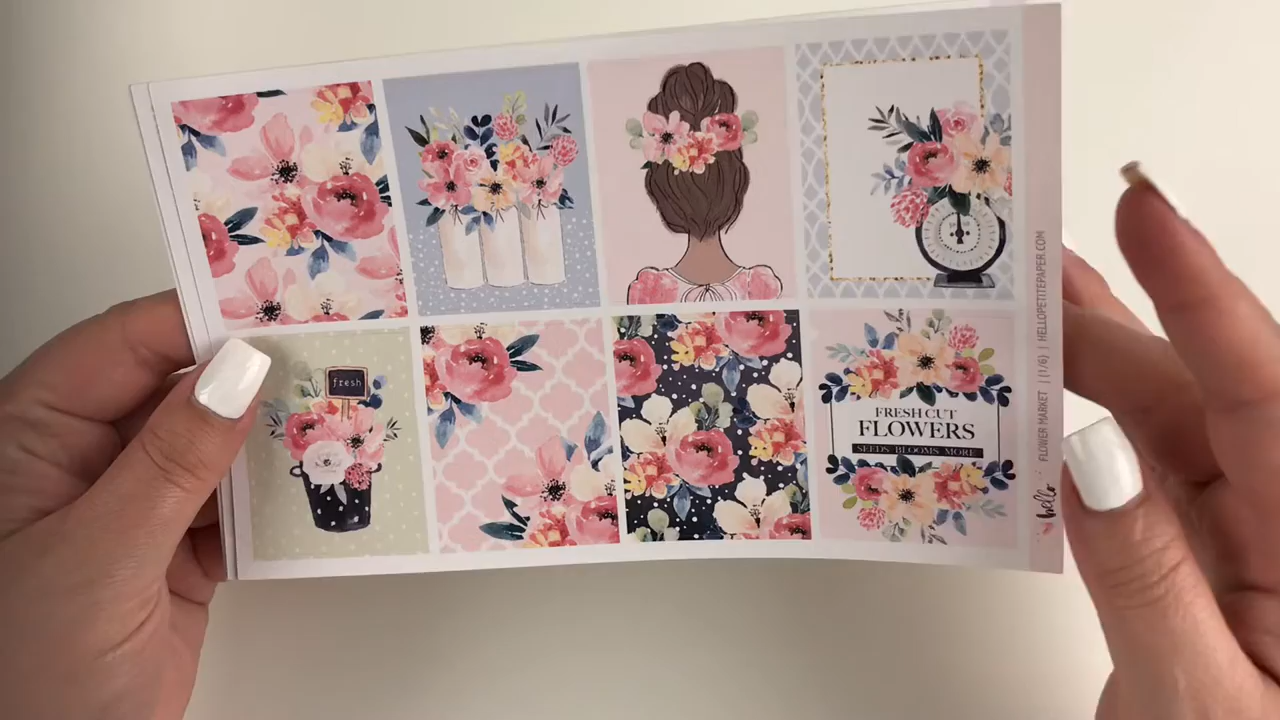 fresh
FRESH CUT
FLOWERS
SEEDS BLOOMS MORE
hello
FLOWER MARKET | (1/6) | HELLOPETITEPAPER.COM